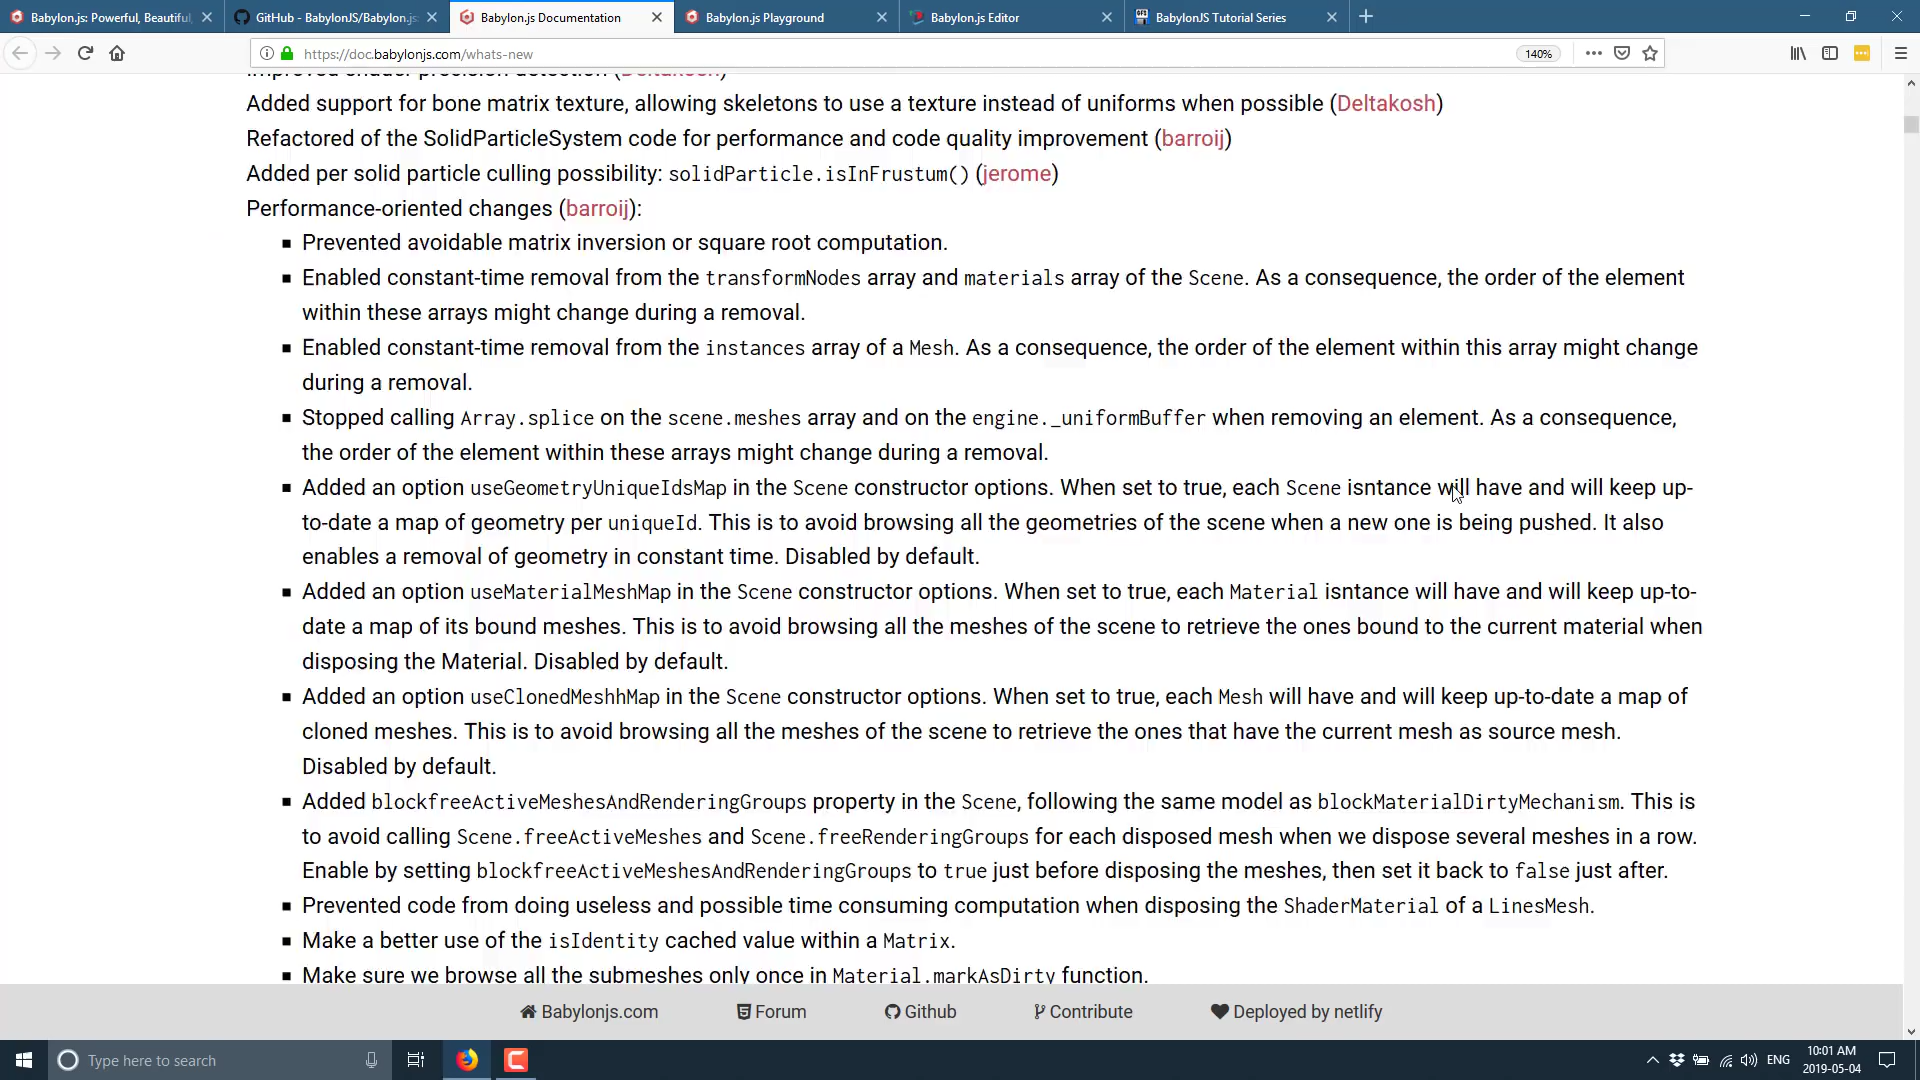 Babylon.js: Powerful, Beautiful,
GitHub - BabylonJS/Babylon.js
Babylon.js Documentation
Babylon.js Playground
Babylon.js Editor
BabylonJS Tutorial Series
https://doc.babylonjs.com/whats-new
140%
Improved shader precision detection (Deltakosh)
Added support for bone matrix texture, allowing skeletons to use a texture instead of uniforms when possible (Deltakosh)
Refactored of the SolidParticleSystem code for performance and code quality improvement (barroij)
Added per solid particle culling possibility: solidParticle.isInFrustum() (jerome)
Performance-oriented changes (barroij):
Prevented avoidable matrix inversion or square root computation.
Enabled constant-time removal from the transformNodes array and materials array of the Scene. As a consequence, the order of the element
within these arrays might change during a removal.
Enabled constant-time removal from the instances array of a Mesh. As a consequence, the order of the element within this array might change
during a removal.
Stopped calling Array.splice on the scene.meshes array and on the engine._uniformBuffer when removing an element. As a consequence,
the order of the element within these arrays might change during a removal.
Added an option useGeometryUniqueIdsMap in the Scene constructor options. When set to true, each Scene isntance will have and will keep up-
to-date a map of geometry per uniqueId. This is to avoid browsing all the geometries of the scene when a new one is being pushed. It also
enables a removal of geometry in constant time. Disabled by default.
Added an option useMaterialMeshMap in the Scene constructor options. When set to true, each Material isntance will have and will keep up-to-
date a map of its bound meshes. This is to avoid browsing all the meshes of the scene to retrieve the ones bound to the current material when
disposing the Material. Disabled by default.
Added an option useClonedMeshhMap in the Scene constructor options. When set to true, each Mesh will have and will keep up-to-date a map of
cloned meshes. This is to avoid browsing all the meshes of the scene to retrieve the ones that have the current mesh as source mesh.
Disabled by default.
Added blockfreeActiveMeshesAndRenderingGroups property in the Scene, following the same model as blockMaterialDirtyMechanism. This is
to avoid calling Scene.freeActiveMeshes and Scene.freeRenderingGroups for each disposed mesh when we dispose several meshes in a row.
Enable by setting blockfreeActiveMeshesAndRenderingGroups to true just before disposing the meshes, then set it back to false just after.
Prevented code from doing useless and possible time consuming computation when disposing the ShaderMaterial of a LinesMesh.
Make a better use of the isIdentity cached value within a Matrix.
Make sure we browse all the submeshes only once in Material.markAsDirty function.
Babylonjs.com
Forum
Github
Contribute
Deployed by netlify
Type here to search
ENG
10:01 AM
2019-05-04